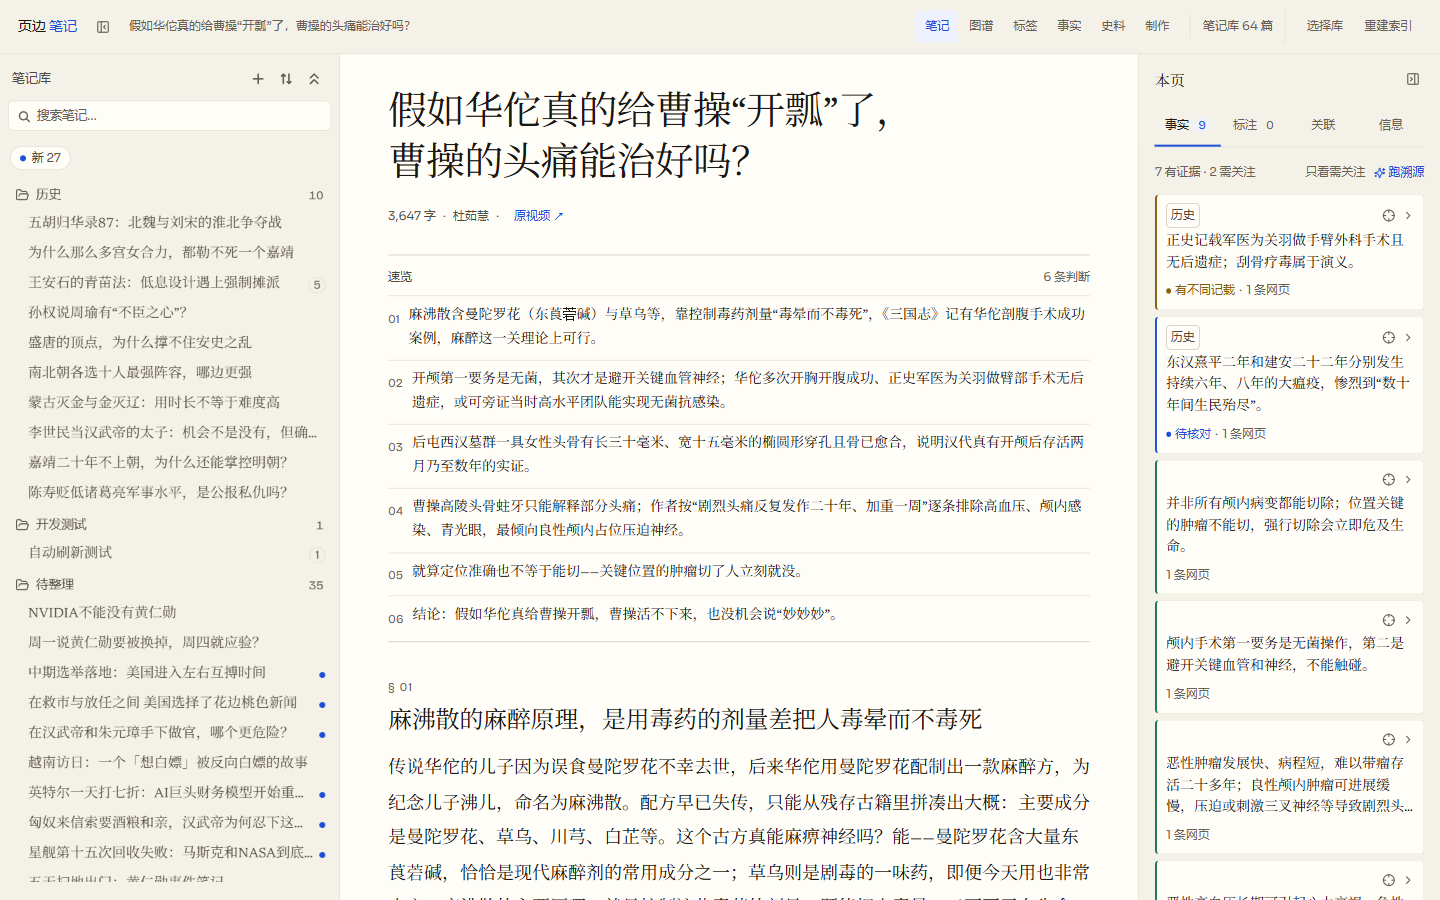 页边 笔记
假如华佗真的给曹操“开瓢”了，曹操的头痛能治好吗？
笔记 图谱 标签 事实 史料 制作 笔记库 64 篇 选择库 重建索引
笔记库
搜索笔记...
新 27
历史 10
五胡归华录87：北魏与刘宋的淮北争夺战
为什么那么多宫女合力，都勒不死一个嘉靖
王安石的青苗法：低息设计遇上强制摊派 5
孙权说周瑜有“不臣之心”？
盛唐的顶点，为什么撑不住安史之乱
南北朝各选十人最强阵容，哪边更强
蒙古灭金与金灭辽：用时长不等于难度高
李世民当汉武帝的太子：机会不是没有，但确...
嘉靖二十年不上朝，为什么还能掌控明朝？
陈寿贬低诸葛亮军事水平，是公报私仇吗？
开发测试 1
自动刷新测试 1
待整理 35
NVIDIA不能没有黄仁勋
周一说黄仁勋要被换掉，周四就应验？
中期选举落地：美国进入左右互搏时间
在救市与放任之间 美国选择了花边桃色新闻
在汉武帝和朱元璋手下做官，哪个更危险？
越南访日：一个「想白嫖」被反向白嫖的故事
英特尔一天打七折：AI巨头财务模型开始重...
匈奴来信索要酒粮和亲，汉武帝为何忍下这...
星舰第十五次回收失败：马斯克和NASA到底...
假如华佗真的给曹操“开瓢”了，
曹操的头痛能治好吗？
3,647 字 · 杜茹慧 · 原视频 ↗
速览 6 条判断
01 麻沸散含曼陀罗花（东莨菪碱）与草乌等，靠控制毒药剂量“毒晕而不毒死”，《三国志》记有华佗剖腹手术成功
案例，麻醉这一关理论上可行。
02 开颅第一要务是无菌，其次才是避开关键血管神经；华佗多次开胸开腹成功、正史军医为关羽做臂部手术无后
遗症，或可旁证当时高水平团队能实现无菌抗感染。
03 后屯西汉墓群一具女性头骨有长三十毫米、宽十五毫米的椭圆形穿孔且骨已愈合，说明汉代真有开颅后存活两
月乃至数年的实证。
04 曹操高陵头骨蛀牙只能解释部分头痛；作者按“剧烈头痛反复发作二十年、加重一周”逐条排除高血压、颅内感
染、青光眼，最倾向良性颅内占位压迫神经。
05 就算定位准确也不等于能切——关键位置的肿瘤切了人立刻就没。
06 结论：假如华佗真给曹操开瓢，曹操活不下来，也没机会说“妙妙妙”。
§ 01
麻沸散的麻醉原理，是用毒药的剂量差把人毒晕而不毒死
传说华佗的儿子因为误食曼陀罗花不幸去世，后来华佗用曼陀罗花配制出一款麻醉方，为
纪念儿子沸儿，命名为麻沸散。配方早已失传，只能从残存古籍里拼凑出大概：主要成分
是曼陀罗花、草乌、川芎、白芷等。这个古方真能麻痹神经吗？能——曼陀罗花含大量东
莨菪碱，恰恰是现代麻醉剂的常用成分之一；草乌则是剧毒的一味药，即便今天用也非常
本页
事实 9 标注 0 关联 信息
7 有证据 · 2 需关注 只看需关注 跑溯源
历史
正史记载军医为关羽做手臂外科手术且
无后遗症；刮骨疗毒属于演义。
有不同记载 · 1 条网页
历史
东汉熹平二年和建安二十二年分别发生
持续六年、八年的大瘟疫，惨烈到“数十
年间生民殆尽”。
待核对 · 1 条网页
并非所有颅内病变都能切除；位置关键
的肿瘤不能切，强行切除会立即危及生
命。
1 条网页
颅内手术第一要务是无菌操作，第二是
避开关键血管和神经，不能触碰。
1 条网页
恶性肿瘤发展快、病程短，难以带瘤存
活二十多年；良性颅内肿瘤可进展缓
慢，压迫或刺激三叉神经等导致剧烈头...
1 条网页